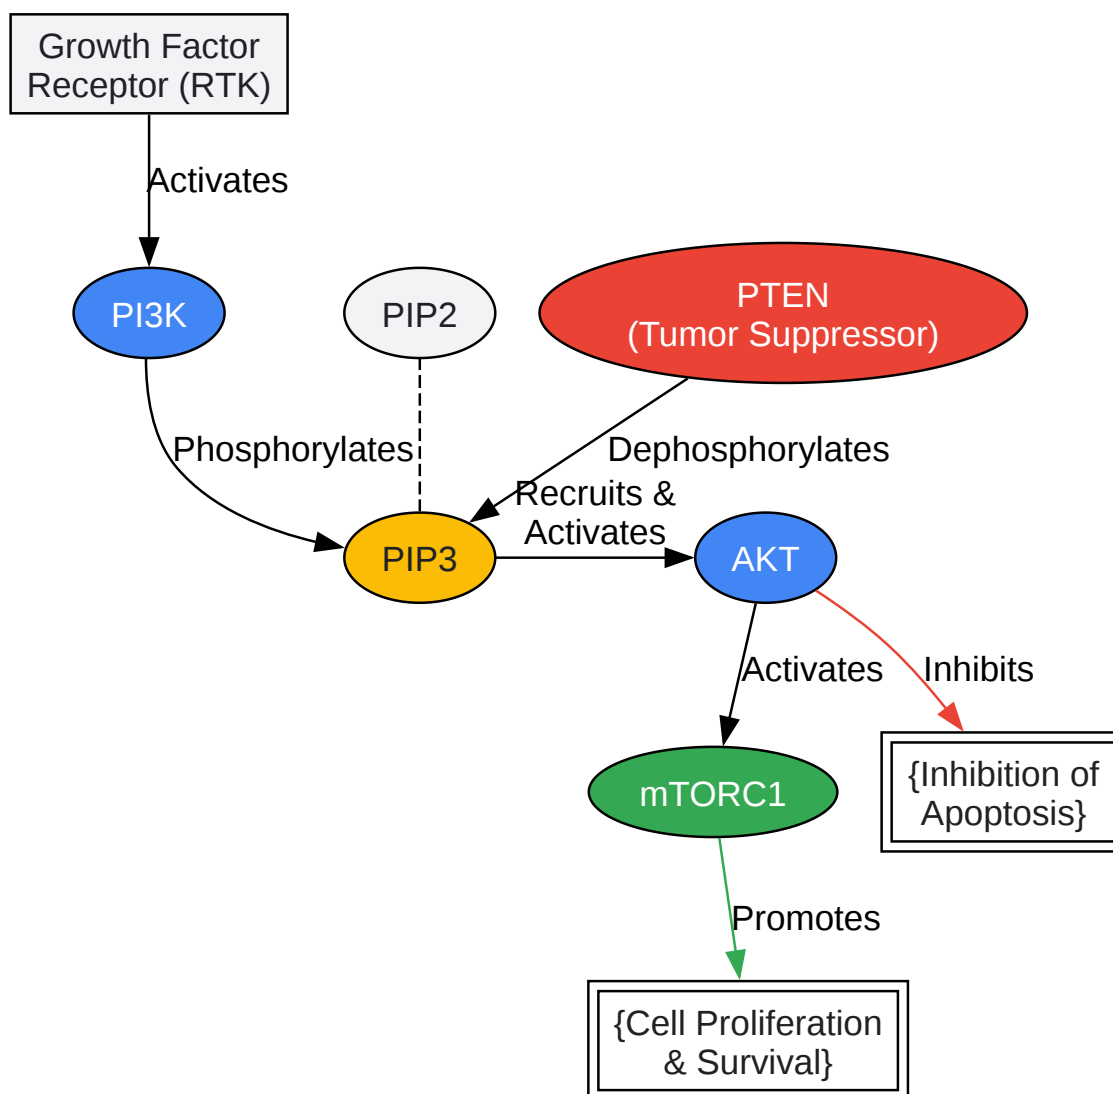 Growth Factor
Receptor (RTK)
Activates
PI3K
PIP2
PTEN
(Tumor Suppressor)
Phosphorylates
Dephosphorylates
Recruits &
Activates
PIP3
AKT
Activates
Inhibits
mTORC1
{Inhibition of
Apoptosis}
Promotes
{Cell Proliferation
& Survival}